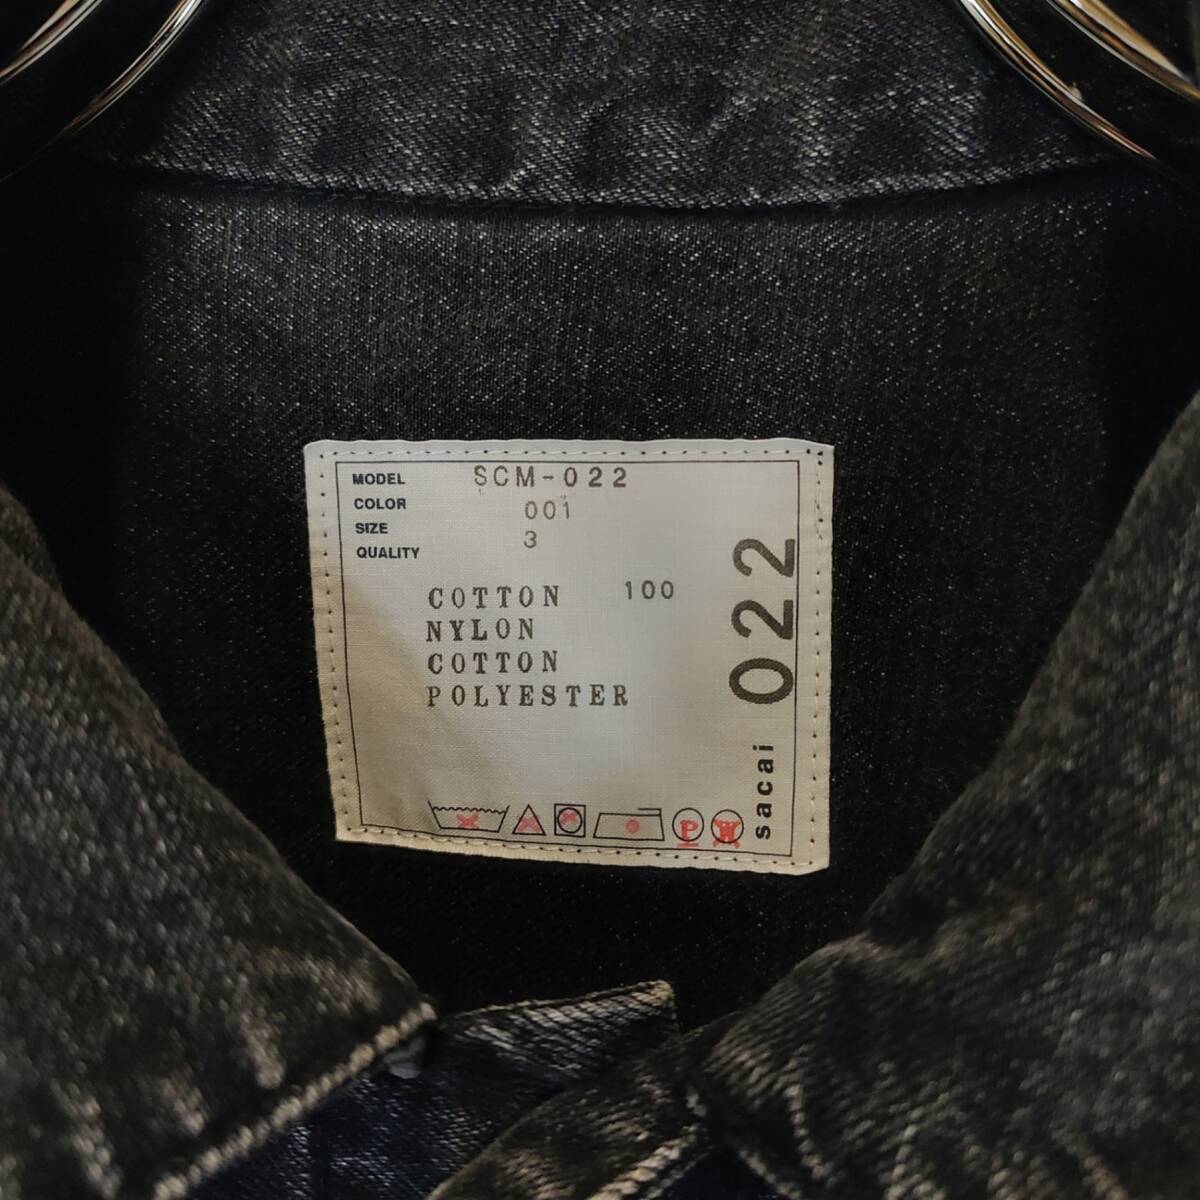 MODEL SCM-022
COLOR 001
SIZE 3
QUALITY
COTTON 100
NYLON
COTTON
POLYESTER
P W
sacai 022